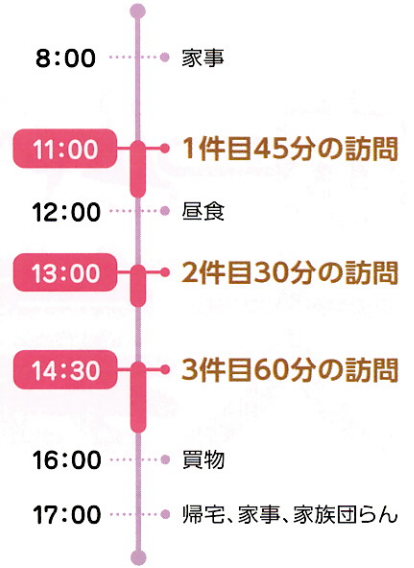 8:00 家事
11:00 1件目45分の訪問
12:00 昼食
13:00 2件目30分の訪問
14:30 3件目60分の訪問
16:00 買物
17:00 帰宅、家事、家族団らん